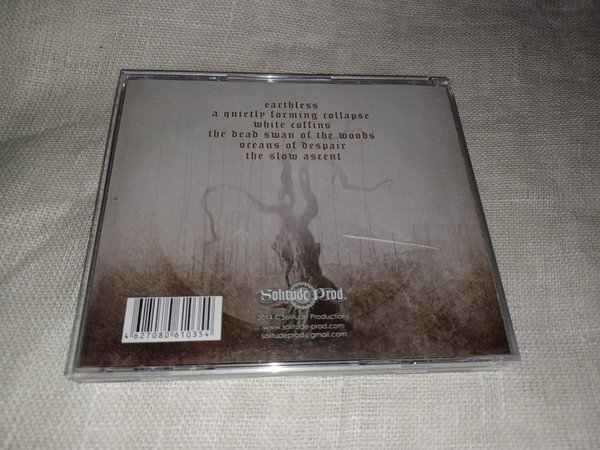 earthless
a quietly forming collapse
white coffins
the dead swan of the woods
oceans of despair
the slow ascent
Solitude Prod.
2014 © Solitude Productions
www.solitude-prod.com
solitudeprod@gmail.com
4 627080 610354